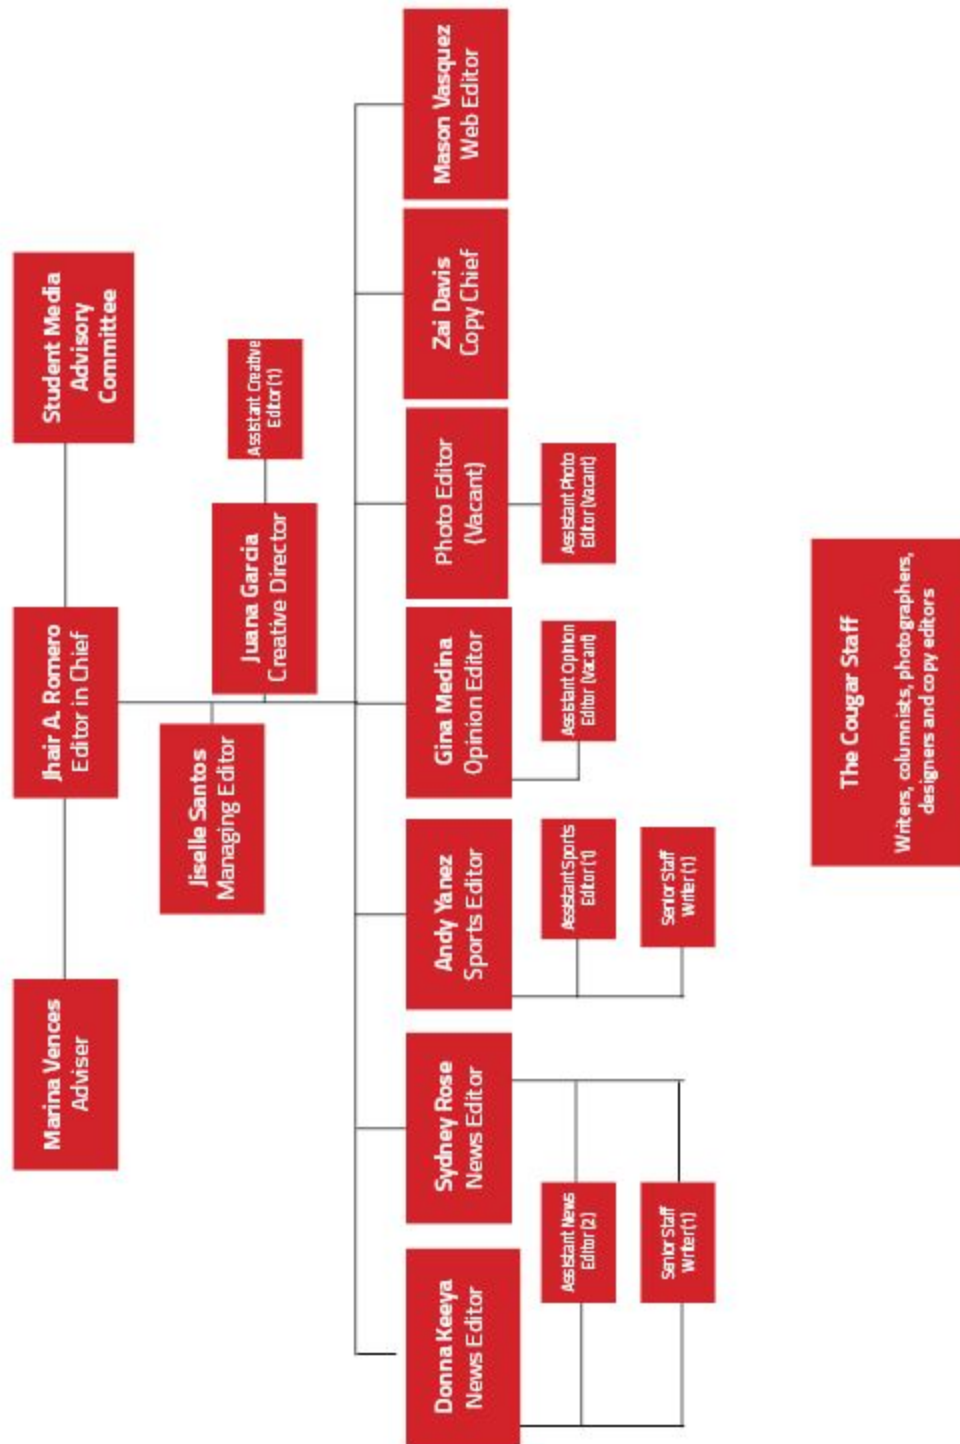 Marina Vences
Adviser
Jhair A. Romero
Editor in Chief
Student Media
Advisory
Committee
Jiselle Santos
Managing Editor
Juana Garcia
Creative Director
Assistant Creative
Editor(1)
Donna Keeya
News Editor
Sydney Rose
News Editor
Andy Yanez
Sports Editor
Gina Medina
Opinion Editor
Photo Editor
(Vacant)
Zai Davis
Copy Chief
Mason Vasquez
Web Editor
Assistant News
Editor(2)
Assistant Sports
Editor(1)
Assistant Opinion
Editor(Vacant)
Assistant Photo
Editor(Vacant)
Senior Staff
Writer(1)
Senior Staff
Writer(1)
The Cougar Staff
Writers, columnists, photographers,
designers and copy editors